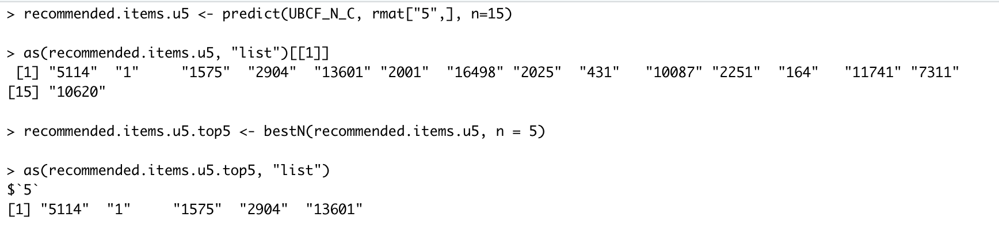 > recommended.items.u5 <- predict(UBCF_N_C, rmat["5",], n=15)
> as(recommended.items.u5, "list")[[1]]
 [1] "5114"  "1"     "1575"  "2904"  "13601" "2001"  "16498" "2025"  "431"   "10087" "2251"  "164"   "11741" "7311"
[15] "10620"
> recommended.items.u5.top5 <- bestN(recommended.items.u5, n = 5)
> as(recommended.items.u5.top5, "list")
$`5`
[1] "5114"  "1"     "1575"  "2904"  "13601"